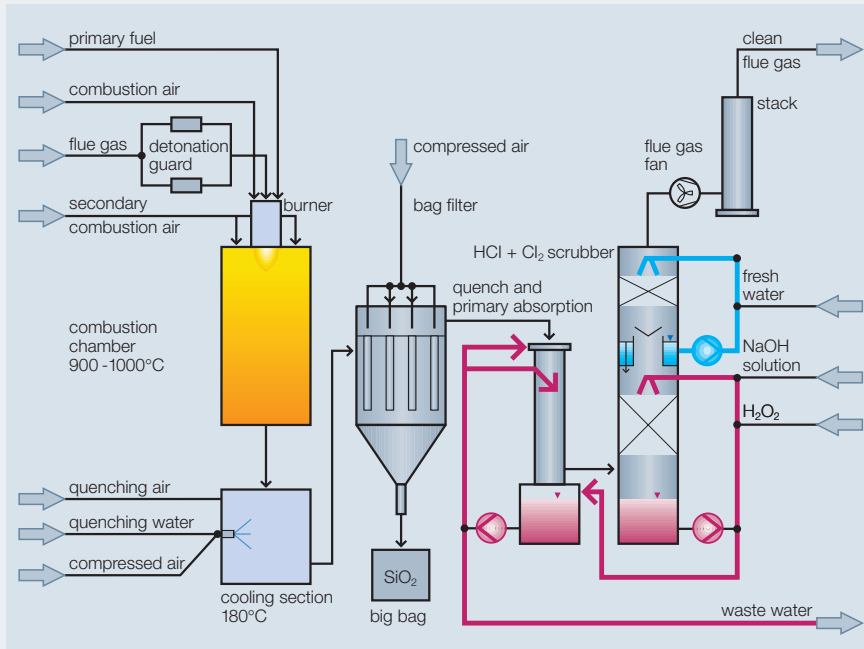 primary fuel
combustion air
flue gas
detonation
guard
secondary
combustion air
burner
combustion
chamber
900 -1000°C
quenching air
quenching water
compressed air
cooling section
180°C
compressed air
bag filter
SiO₂
big bag
quench and
primary absorption
HCl + Cl₂ scrubber
flue gas
fan
clean
flue gas
stack
fresh
water
NaOH
solution
H₂O₂
waste water